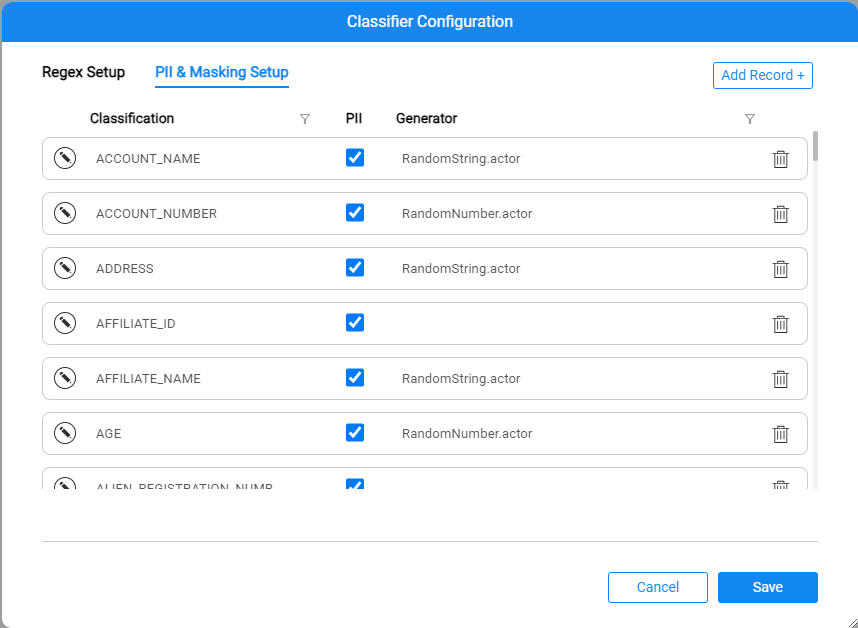 Classifier Configuration
Regex Setup PII & Masking Setup Add Record +
Classification PII Generator
ACCOUNT_NAME RandomString.actor
ACCOUNT_NUMBER RandomNumber.actor
ADDRESS RandomString.actor
AFFILIATE_ID
AFFILIATE_NAME RandomString.actor
AGE RandomNumber.actor
ALIEN_REGISTRATION_NUMB
Cancel Save